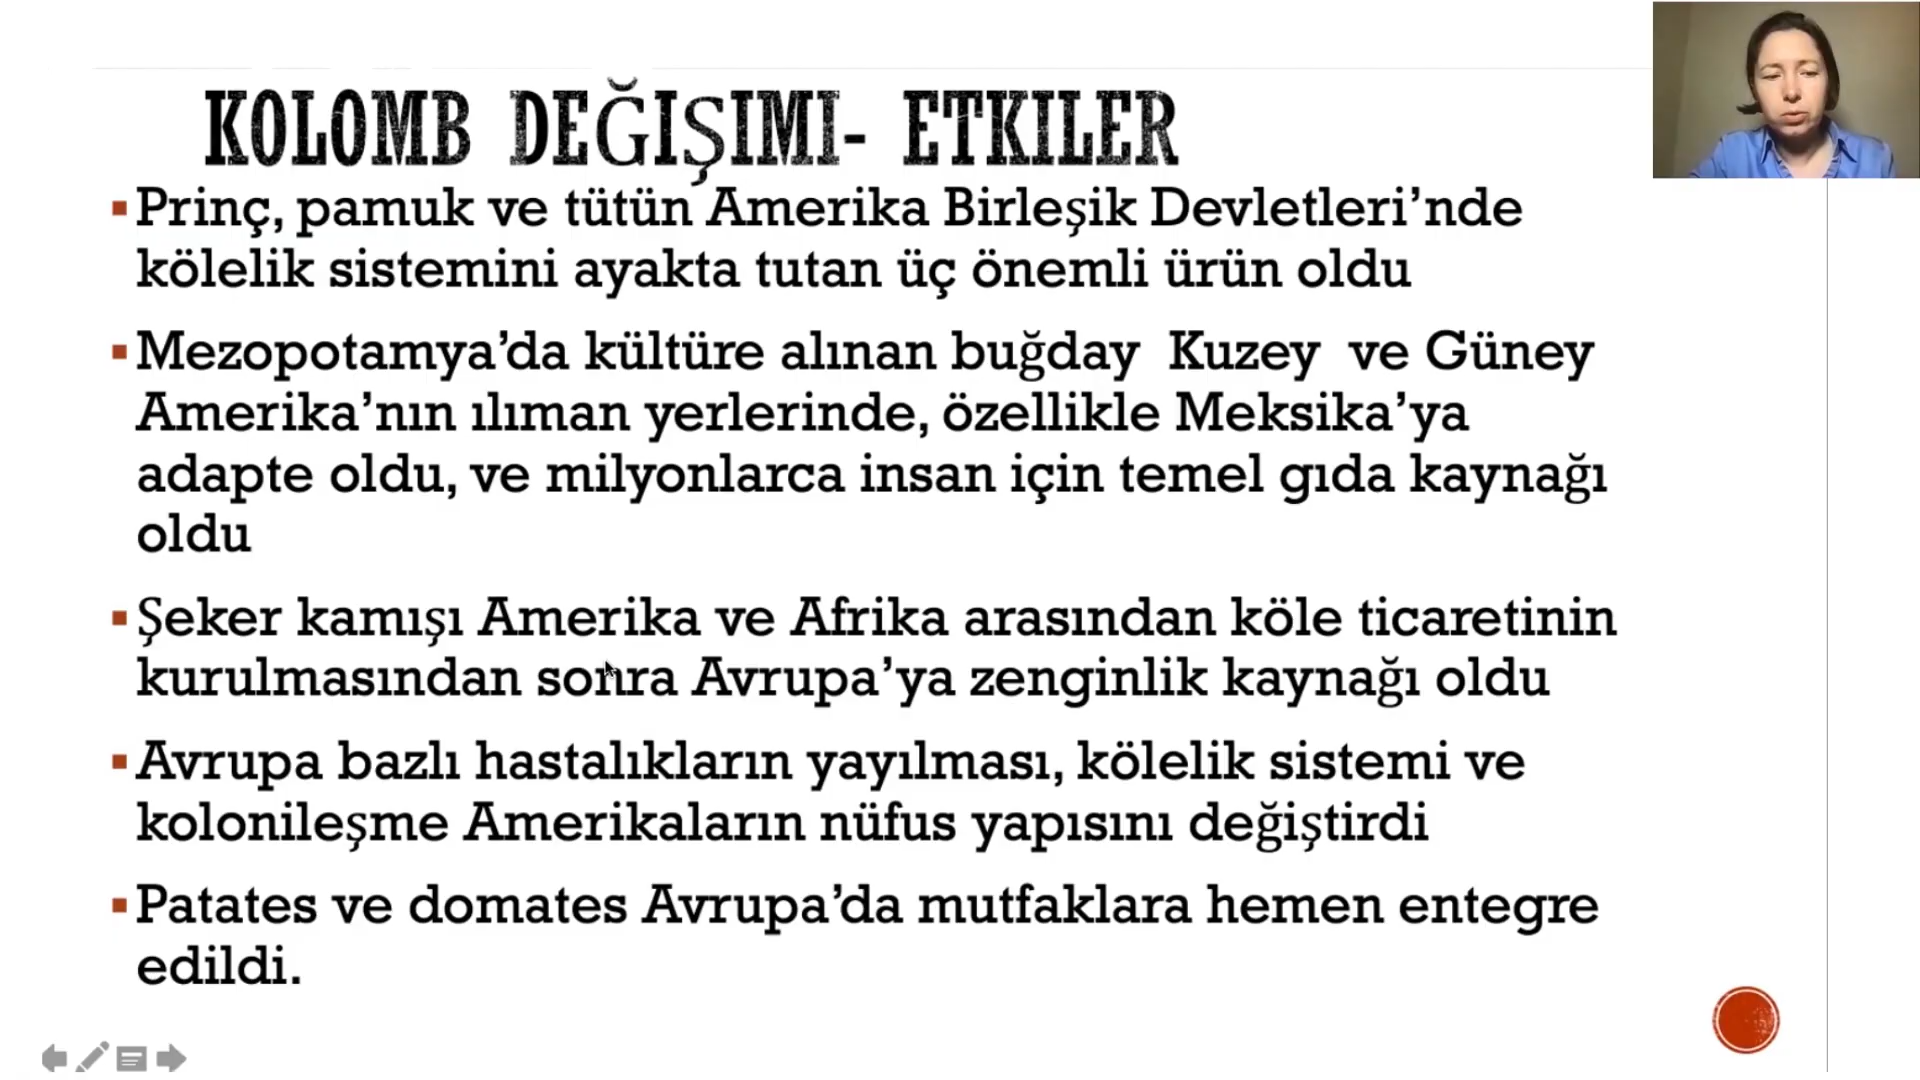 KOLOMB DEĞIŞIMI- ETKILER
Prinç, pamuk ve tütün Amerika Birleşik Devletleri’nde
kölelik sistemini ayakta tutan üç önemli ürün oldu
Mezopotamya’da kültüre alınan buğday Kuzey ve Güney
Amerika’nın ılıman yerlerinde, özellikle Meksika’ya
adapte oldu, ve milyonlarca insan için temel gıda kaynağı
oldu
Şeker kamışı Amerika ve Afrika arasından köle ticaretinin
kurulmasından sonra Avrupa’ya zenginlik kaynağı oldu
Avrupa bazlı hastalıkların yayılması, kölelik sistemi ve
kolonileşme Amerikaların nüfus yapısını değiştirdi
Patates ve domates Avrupa’da mutfaklara hemen entegre
edildi.